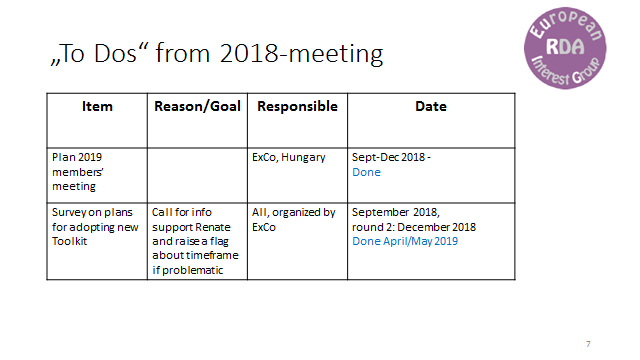 „To Dos“ from 2018-meeting
European
RDA
Interest Group
Item Reason/Goal Responsible Date
Plan 2019
members’
meeting
ExCo, Hungary
Sept-Dec 2018 -
Done
Survey on plans
for adopting new
Toolkit
Call for info
support Renate
and raise a flag
about timeframe
if problematic
All, organized by
ExCo
September 2018,
round 2: December 2018
Done April/May 2019
7